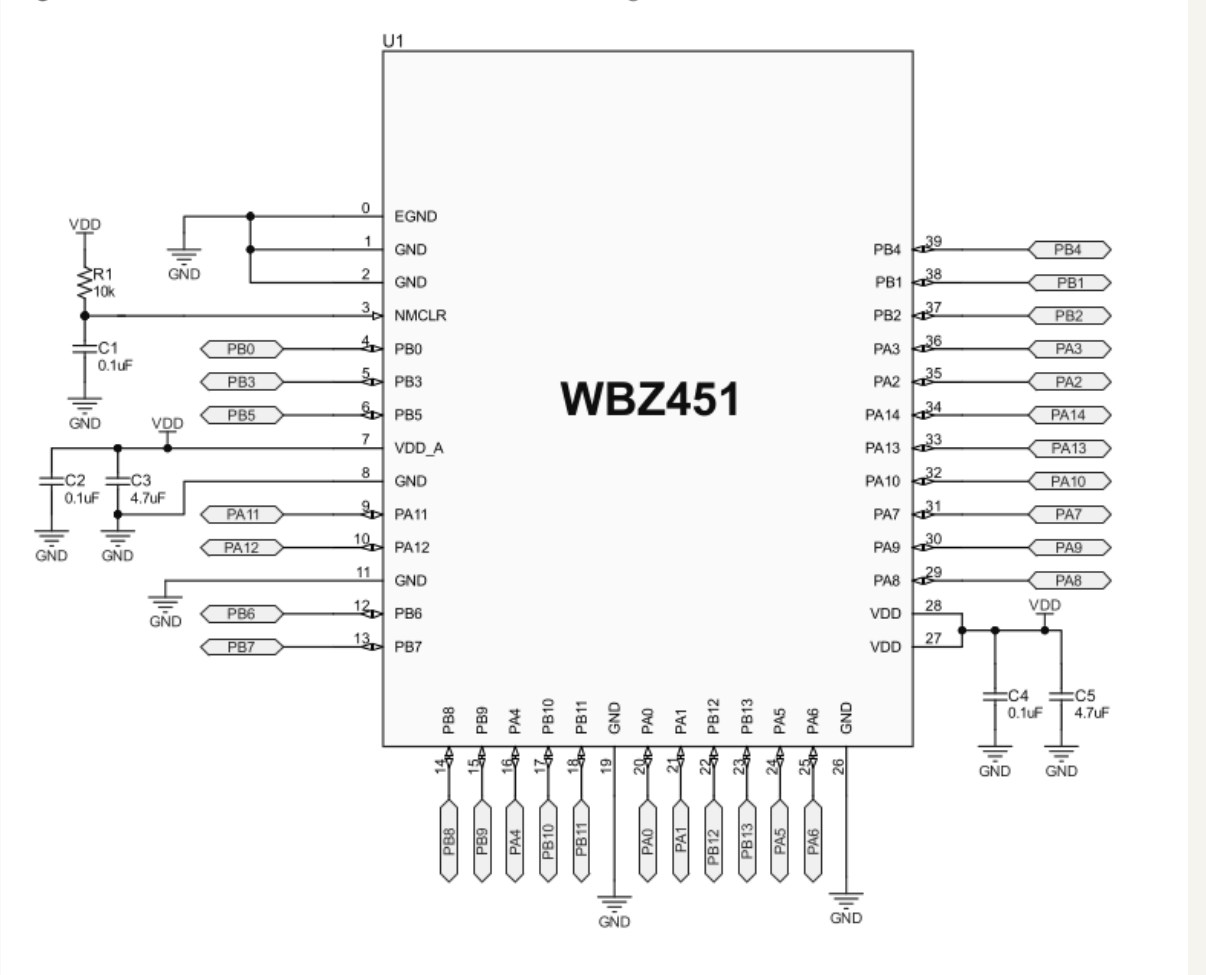 U1
0 EGND
VDD
1 GND
PB4 39 PB4
GND
R1
10k
2 GND
PB1 38 PB1
3 NMCLR
PB2 37 PB2
C1
0.1uF
PB0 4 PB0
PA3 36 PA3
PB3 5 PB3
PA2 35 PA2
WBZ451
GND
PB5 6 PB5
PA14 34 PA14
VDD
7 VDD_A
PA13 33 PA13
C2
0.1uF
C3
4.7uF
8 GND
PA10 32 PA10
PA11 9 PA11
PA7 31 PA7
GND
GND
PA12 10 PA12
PA9 30 PA9
11 GND
PA8 29 PA8
GND
PB6 12 PB6
VDD 28
VDD
PB7 13 PB7
VDD 27
C4
0.1uF
C5
4.7uF
GND
GND
PB8 PB9 PA4 PB10 PB11 GND PA0 PA1 PB12 PB13 PA5 PA6 GND
14 15 16 17 18 19 20 21 22 23 24 25 26
PB8 PB9 PA4 PB10 PB11 PA0 PA1 PB12 PB13 PA5 PA6
GND
GND